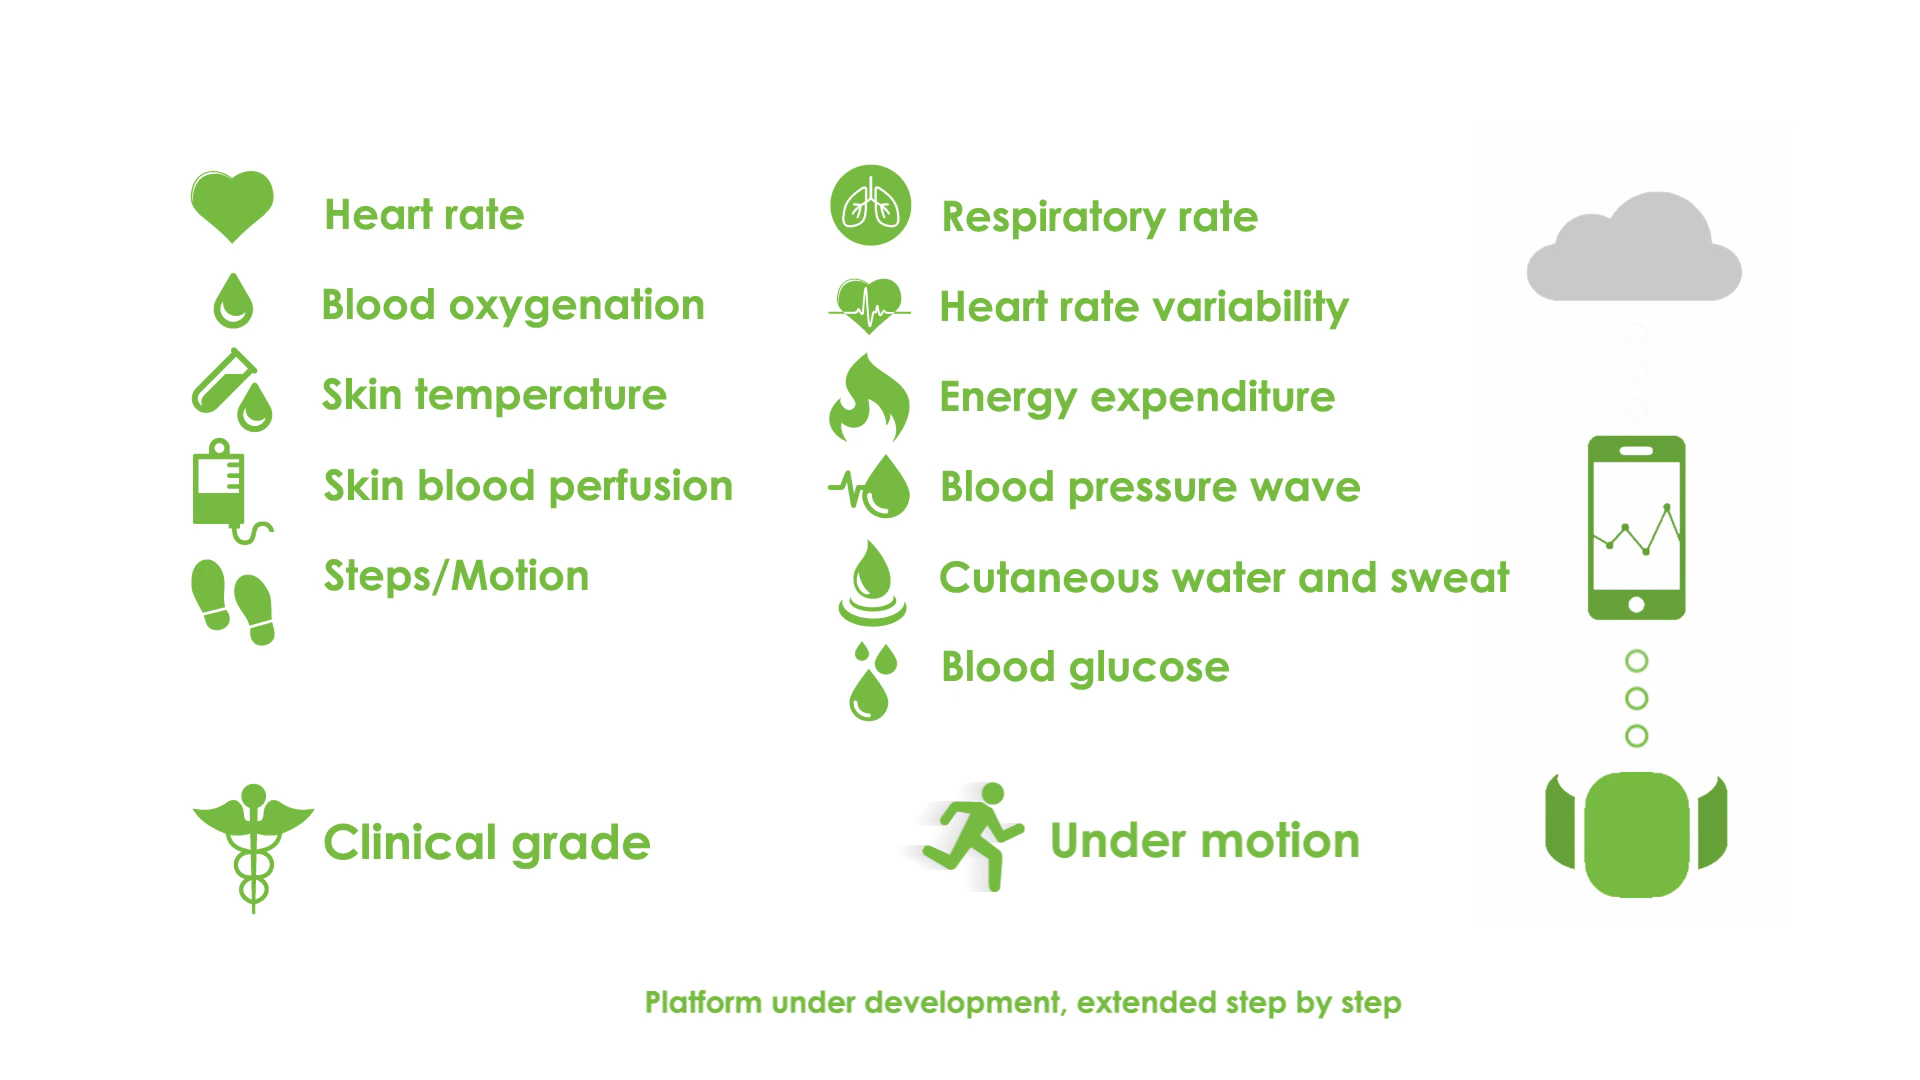 Heart rate
Blood oxygenation
Skin temperature
Skin blood perfusion
Steps/Motion
Respiratory rate
Heart rate variability
Energy expenditure
Blood pressure wave
Cutaneous water and sweat
Blood glucose
Clinical grade
Under motion
Platform under development, extended step by step